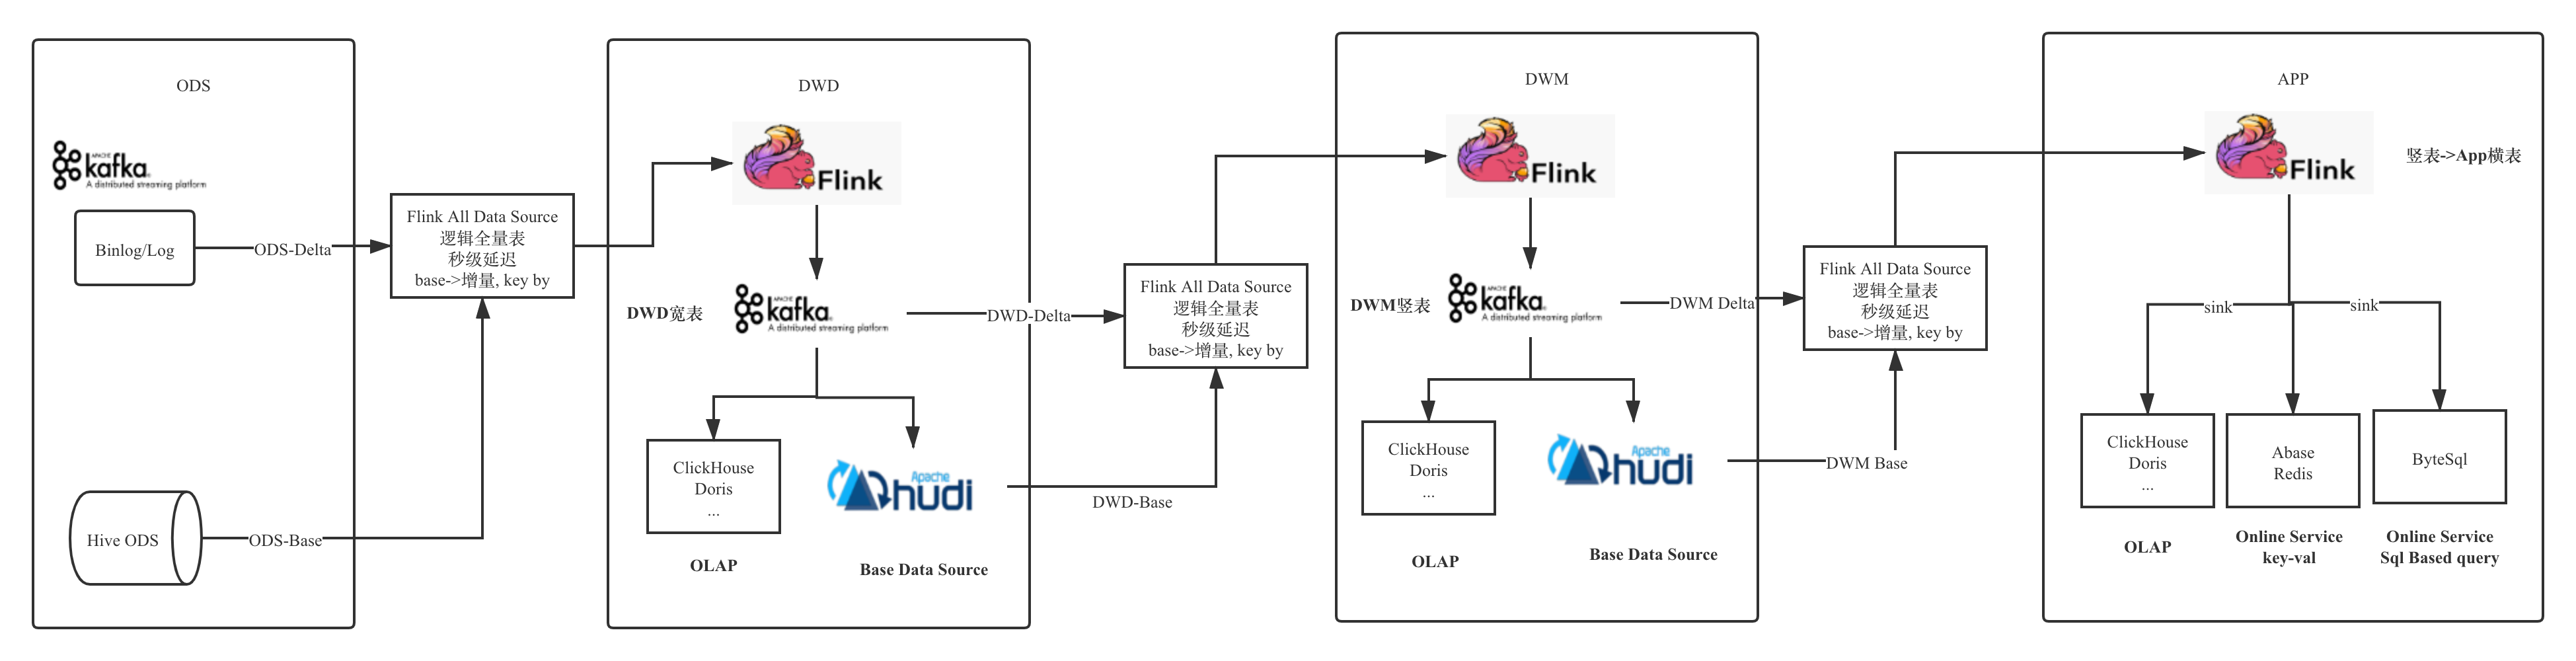 ODS
APACHE
kafka
A distributed streaming platform
Binlog/Log
ODS-Delta
Hive ODS
ODS-Base
Flink All Data Source
逻辑全量表
秒级延迟
base->增量, key by
DWD
Flink
DWD宽表
APACHE
kafka
A distributed streaming platform
DWD-Delta
ClickHouse
Doris
...
OLAP
Apache
hudi
Base Data Source
DWD-Base
Flink All Data Source
逻辑全量表
秒级延迟
base->增量, key by
DWM
Flink
DWM竖表
APACHE
kafka
A distributed streaming platform
DWM Delta
ClickHouse
Doris
...
OLAP
Apache
hudi
Base Data Source
DWM Base
Flink All Data Source
逻辑全量表
秒级延迟
base->增量, key by
APP
Flink
竖表->App横表
sink
sink
ClickHouse
Doris
...
OLAP
Abase
Redis
Online Service
key-val
ByteSql
Online Service
Sql Based query